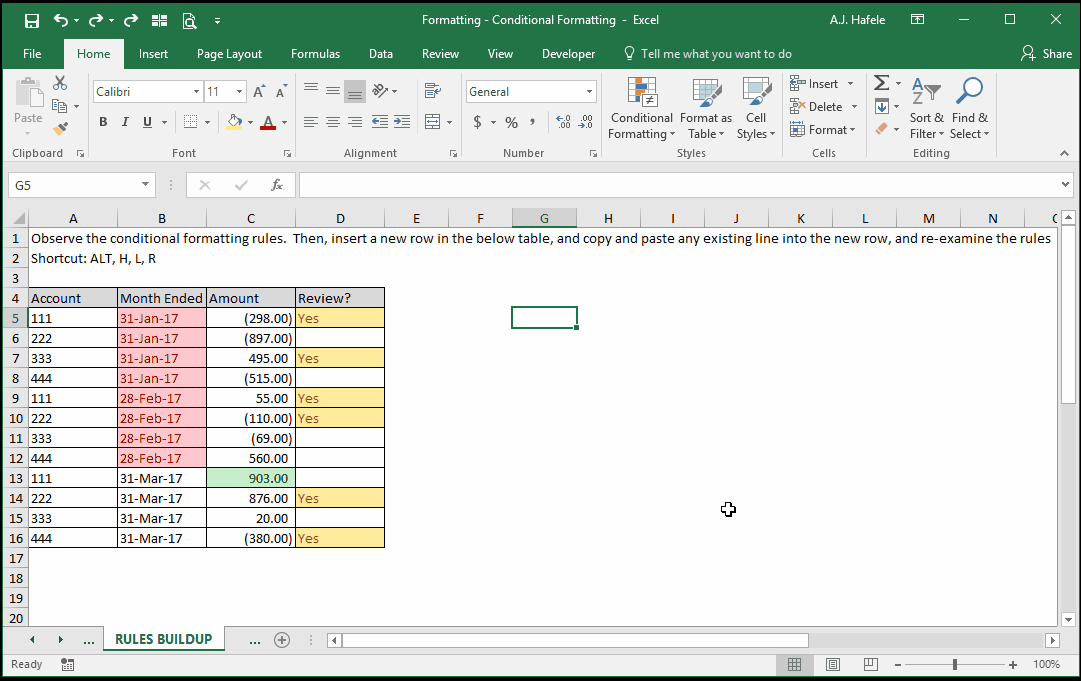 Formatting - Conditional Formatting - Excel
A.J. Hafele
File Home Insert Page Layout Formulas Data Review View Developer Tell me what you want to do Share
Paste
Calibri 11
B I U
A A
A
General
$ % ,
Conditional Formatting
Format as Table
Cell Styles
Insert
Delete
Format
Sort & Filter
Find & Select
Clipboard Font Alignment Number Styles Cells Editing
G5 fx
A B C D E F G H I J K L M N
1 Observe the conditional formatting rules. Then, insert a new row in the below table, and copy and paste any existing line into the new row, and re-examine the rules
2 Shortcut: ALT, H, L, R
3
4 Account Month Ended Amount Review?
5 111 31-Jan-17 (298.00) Yes
6 222 31-Jan-17 (897.00)
7 333 31-Jan-17 495.00 Yes
8 444 31-Jan-17 (515.00)
9 111 28-Feb-17 55.00 Yes
10 222 28-Feb-17 (110.00) Yes
11 333 28-Feb-17 (69.00)
12 444 28-Feb-17 560.00
13 111 31-Mar-17 903.00
14 222 31-Mar-17 876.00 Yes
15 333 31-Mar-17 20.00
16 444 31-Mar-17 (380.00) Yes
17
18
19
20
... RULES BUILDUP ...
Ready
100%